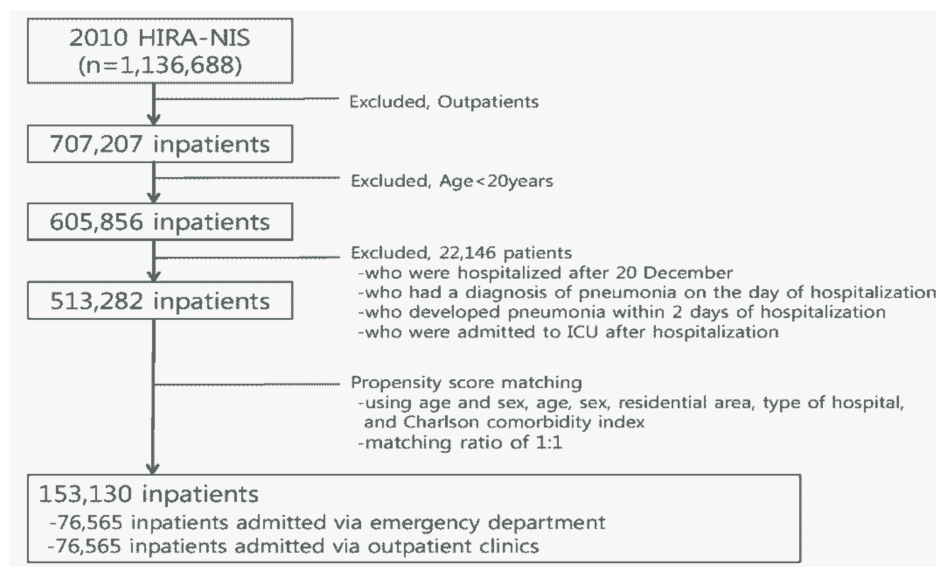 2010 HIRA-NIS
(n=1,136,688)
Excluded, Outpatients
707,207 inpatients
Excluded, Age<20years
605,856 inpatients
Excluded, 22,146 patients
-who were hospitalized after 20 December
-who had a diagnosis of pneumonia on the day of hospitalization
-who developed pneumonia within 2 days of hospitalization
-who were admitted to ICU after hospitalization
513,282 inpatients
Propensity score matching
-using age and sex, age, sex, residential area, type of hospital,
and Charlson comorbidity index
-matching ratio of 1:1
153,130 inpatients
-76,565 inpatients admitted via emergency department
-76,565 inpatients admitted via outpatient clinics